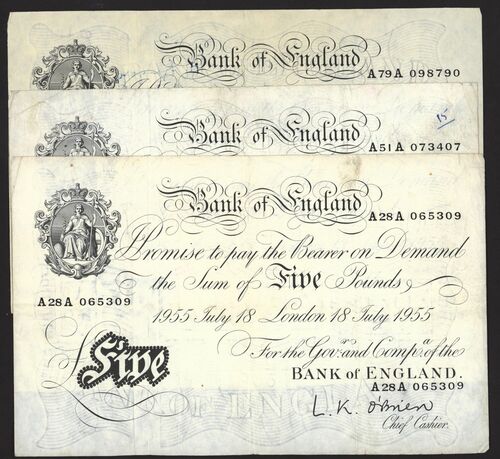 Bank of England
A79A 098790
Bank of England
15
A51A 073407
Bank of England
A28A 065309
Promise to pay the Bearer on Demand
the Sum of Five Pounds
A28A 065309
1955 July 18 London 18 July 1955
For the Govr. and Compa. of the
Five
BANK OF ENGLAND.
A28A 065309
L. K. O'Brien
Chief Cashier.